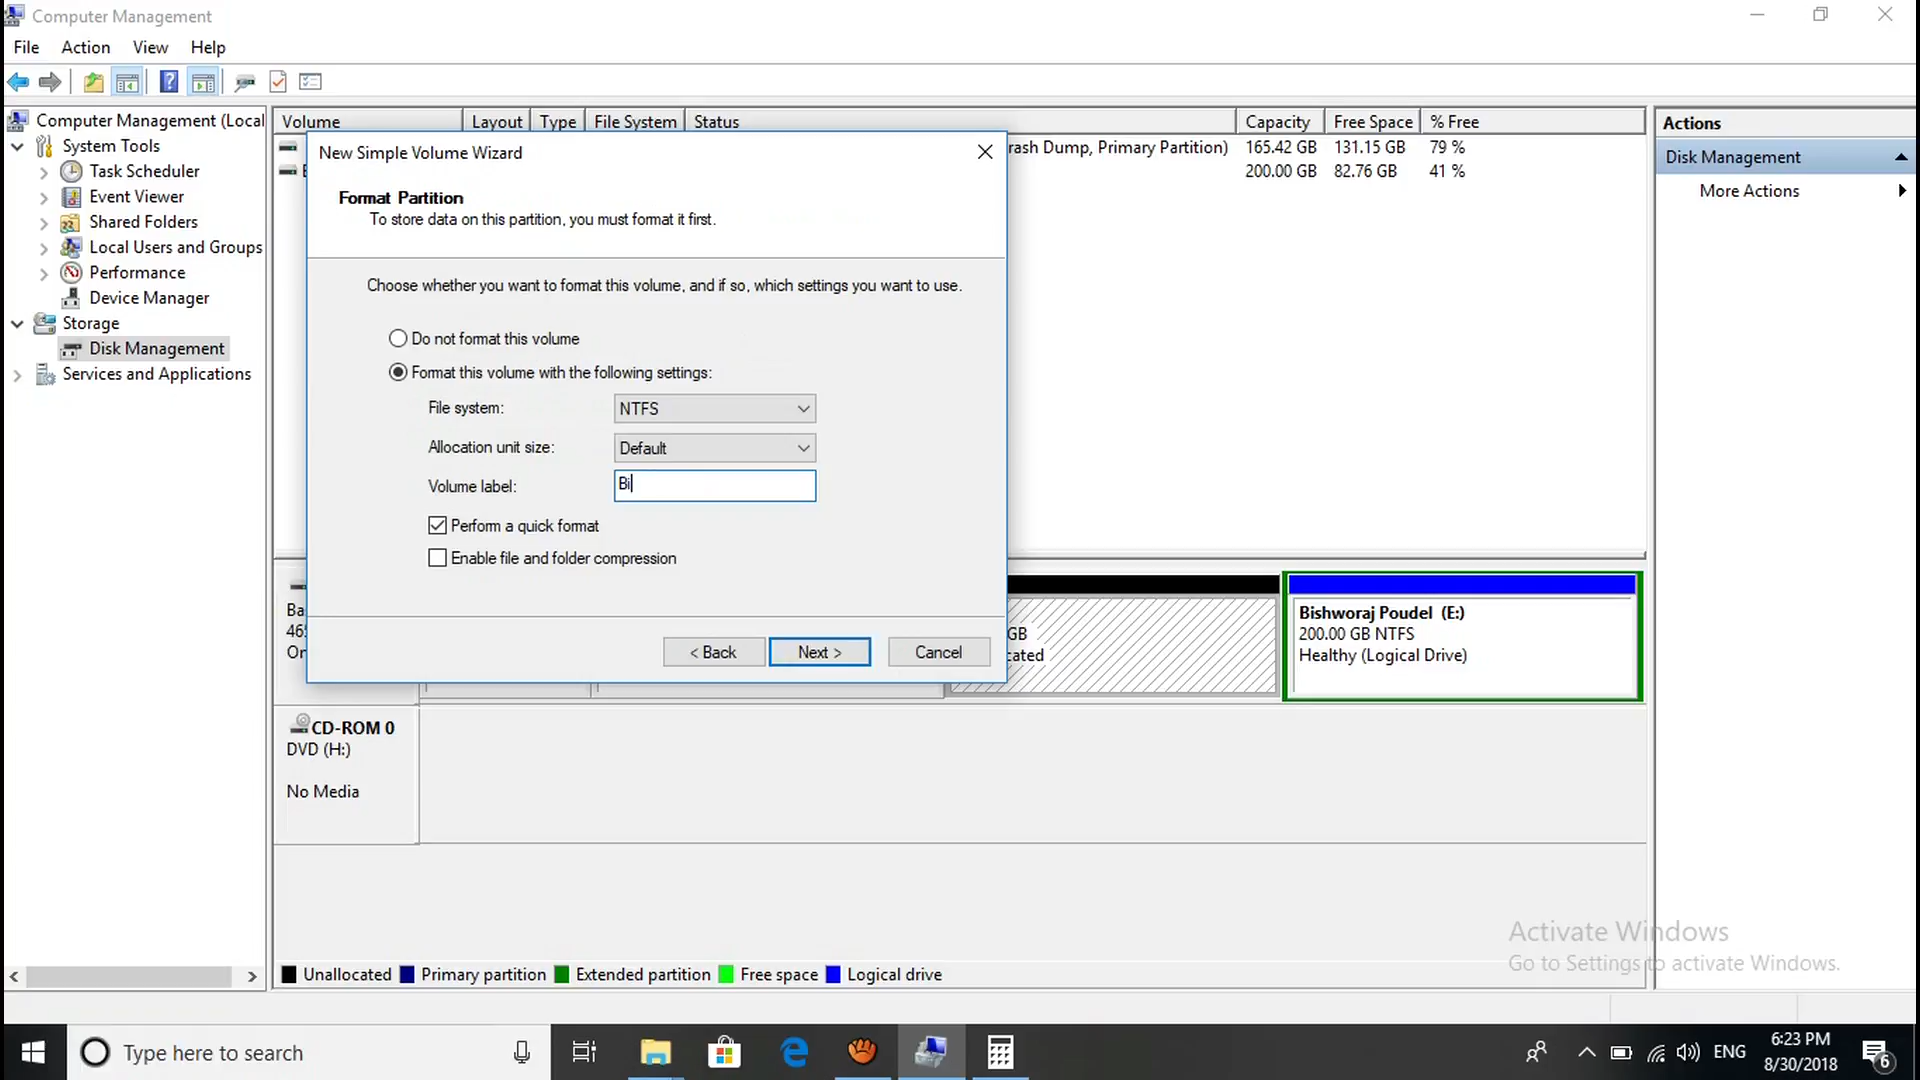 Computer Management
File Action View Help
Computer Management (Local
System Tools
Task Scheduler
Event Viewer
Shared Folders
Local Users and Groups
Performance
Device Manager
Storage
Disk Management
Services and Applications
Volume Layout Type File System Status Capacity Free Space % Free
rash Dump, Primary Partition) 165.42 GB 131.15 GB 79 %
200.00 GB 82.76 GB 41 %
New Simple Volume Wizard
Format Partition
To store data on this partition, you must format it first.
Choose whether you want to format this volume, and if so, which settings you want to use.
Do not format this volume
Format this volume with the following settings:
File system: NTFS
Allocation unit size: Default
Volume label: Bi
Perform a quick format
Enable file and folder compression
< Back Next > Cancel
Actions
Disk Management
More Actions
Ba
465
On
GB
cated
Bishworaj Poudel (E:)
200.00 GB NTFS
Healthy (Logical Drive)
CD-ROM 0
DVD (H:)
No Media
Unallocated Primary partition Extended partition Free space Logical drive
Activate Windows
Go to Settings to activate Windows.
Type here to search
ENG
6:23 PM
8/30/2018
6